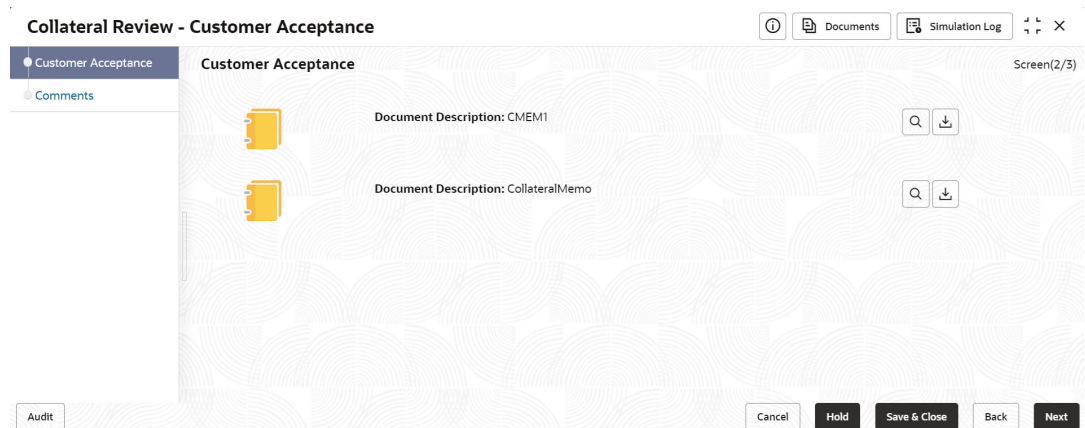 Collateral Review - Customer Acceptance
Documents
Simulation Log
Customer Acceptance
Comments
Customer Acceptance
Screen(2/3)
Document Description: CMEM1
Document Description: CollateralMemo
Audit
Cancel
Hold
Save & Close
Back
Next